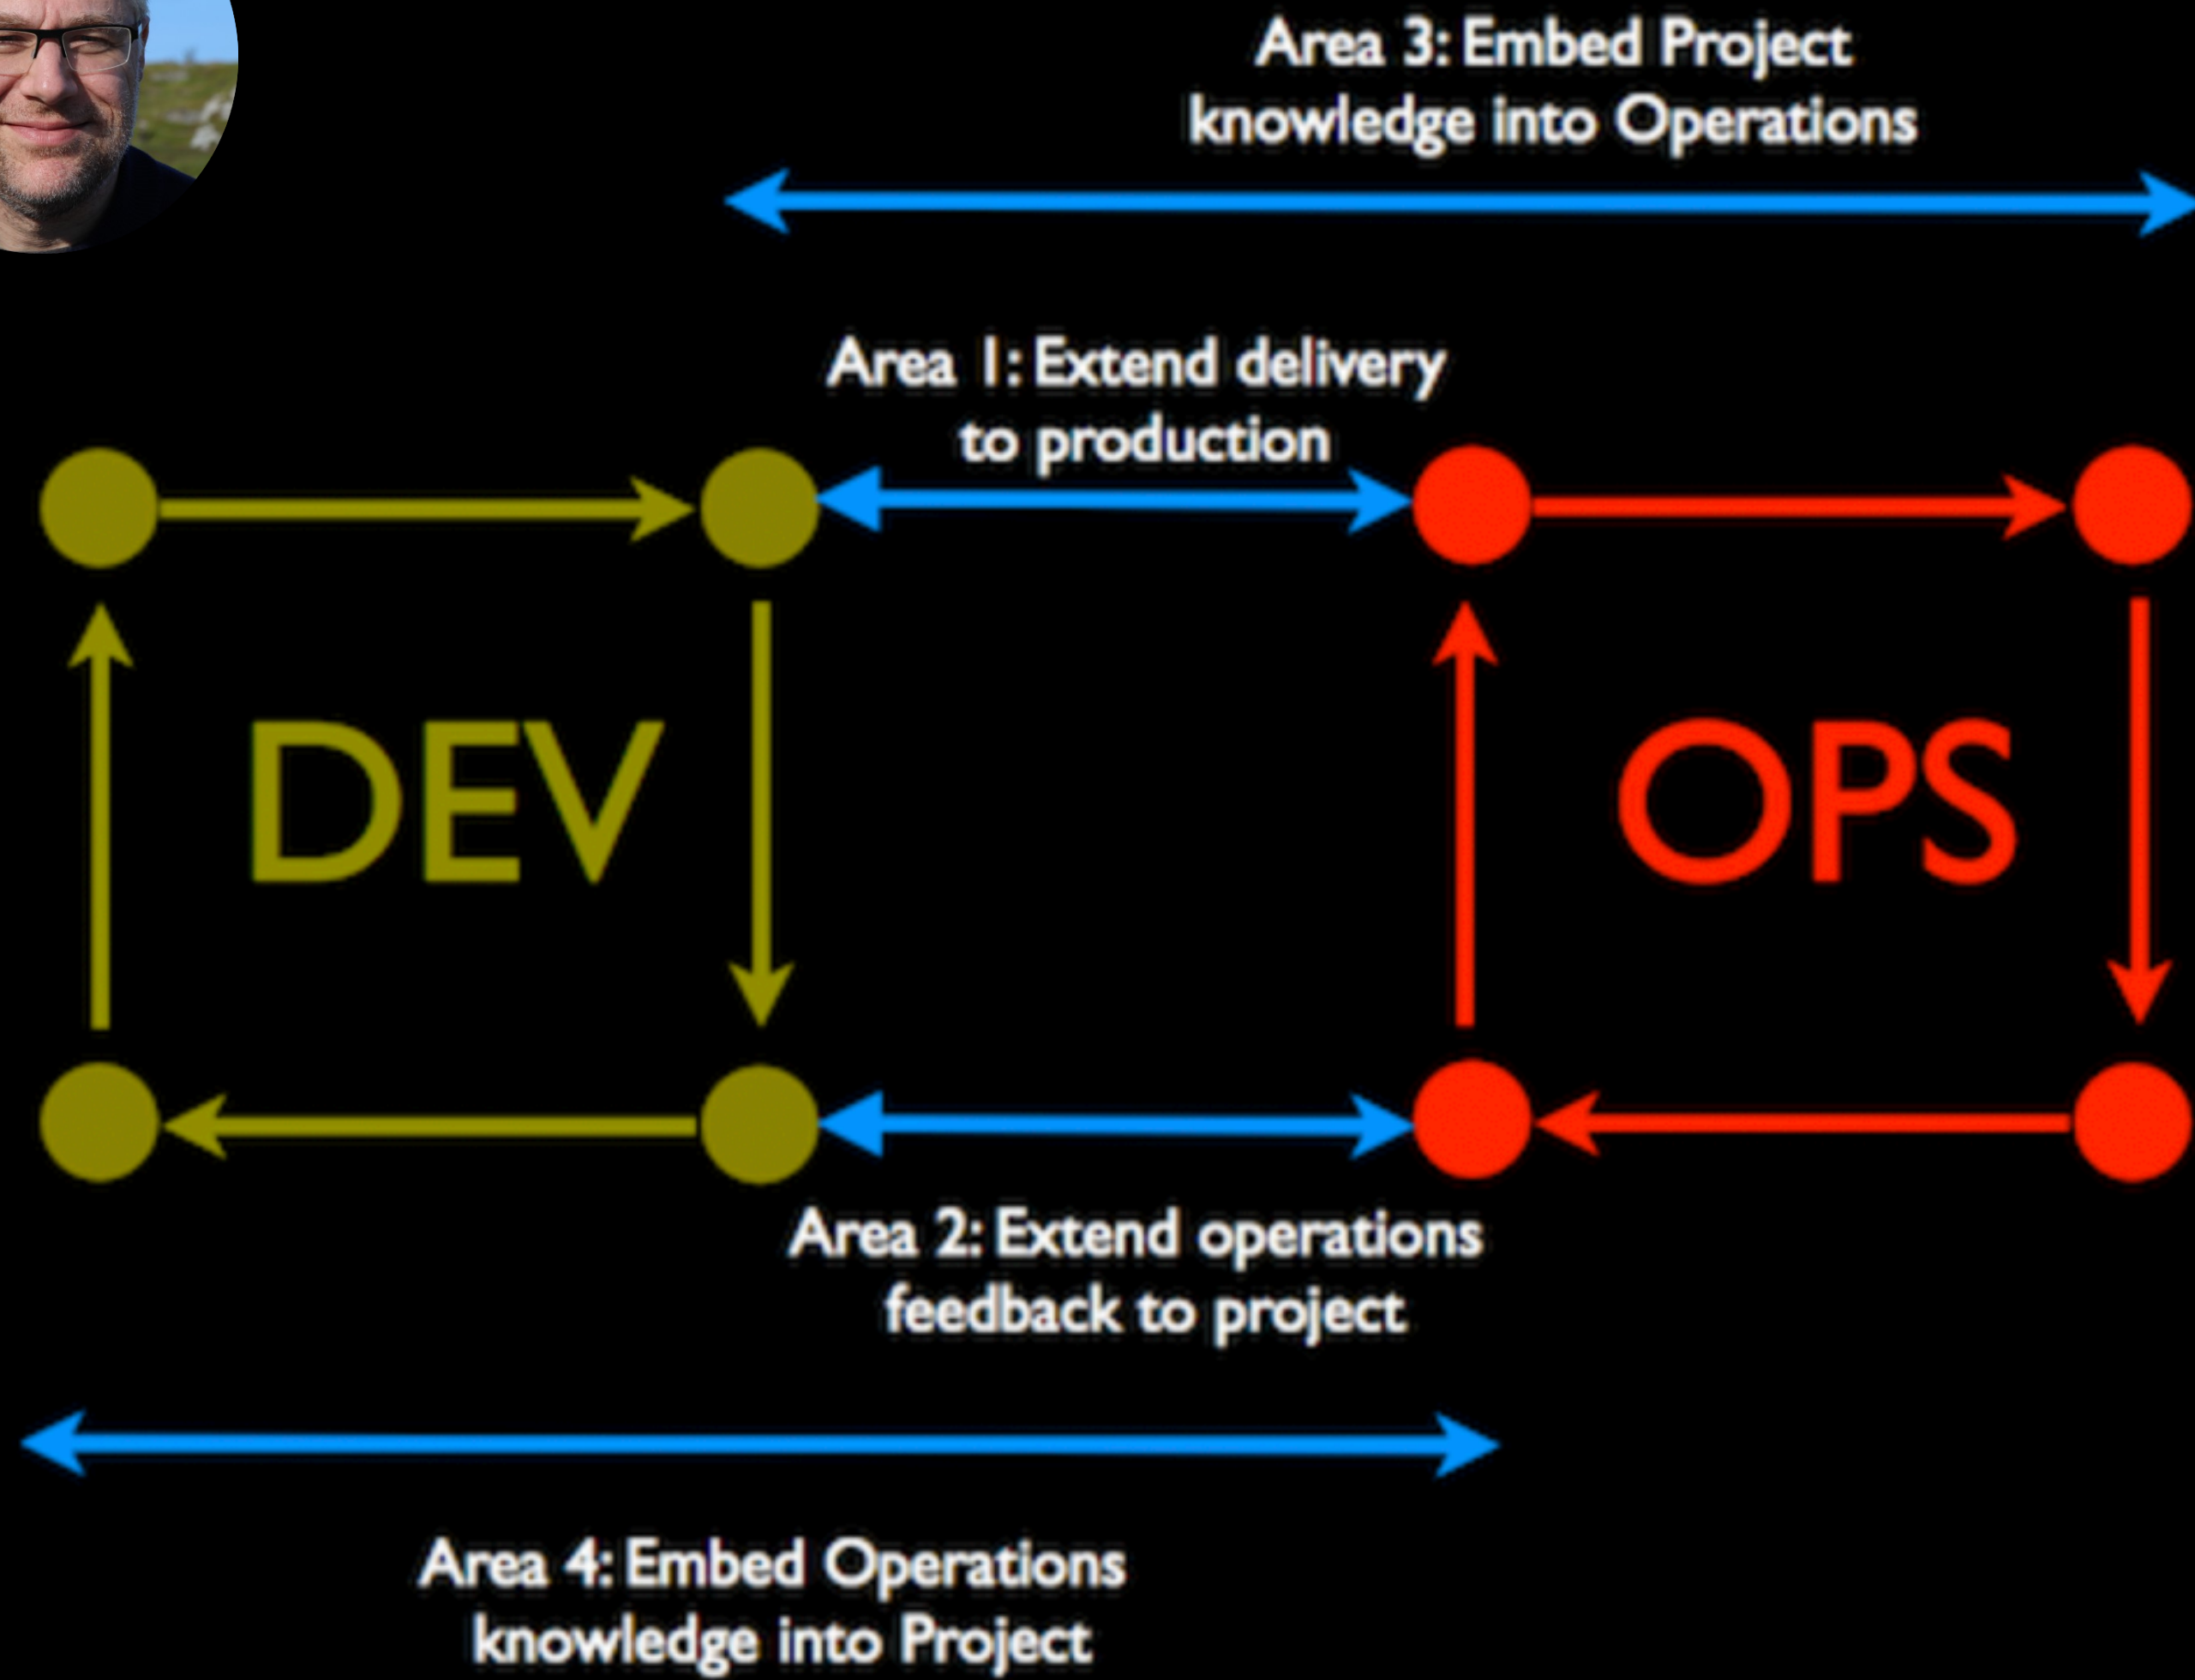 Area 3: Embed Project
knowledge into Operations
Area 1: Extend delivery
to production
DEV
OPS
Area 2: Extend operations
feedback to project
Area 4: Embed Operations
knowledge into Project